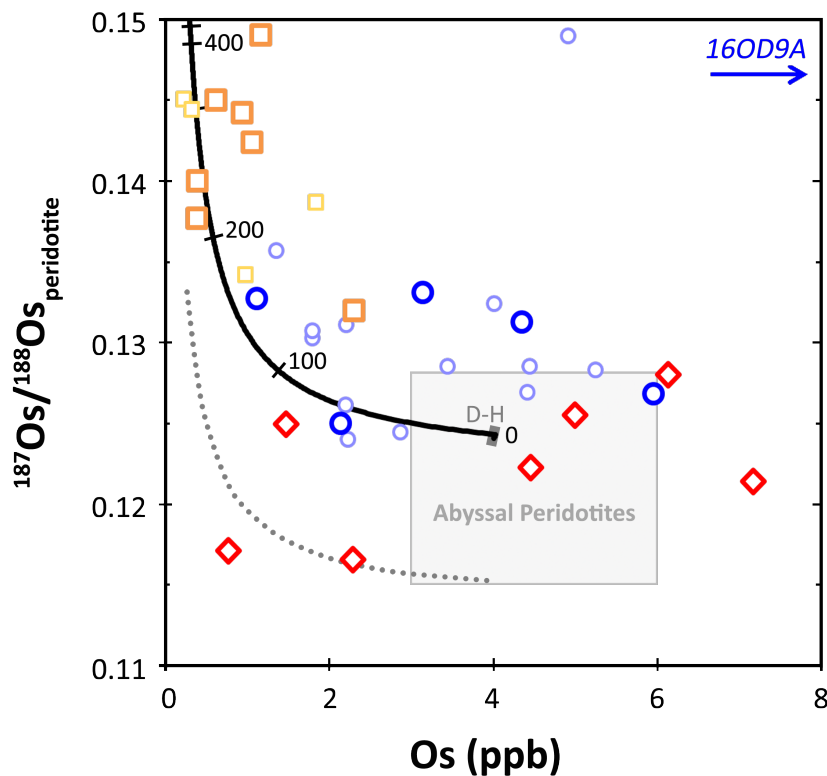 0.15
400
16OD9A
0.14
200
0.13
100
D-H
0
0.12
Abyssal Peridotites
0.11
0
2
4
6
8
Os (ppb)
¹⁸⁷Os/¹⁸⁸Osperidotite